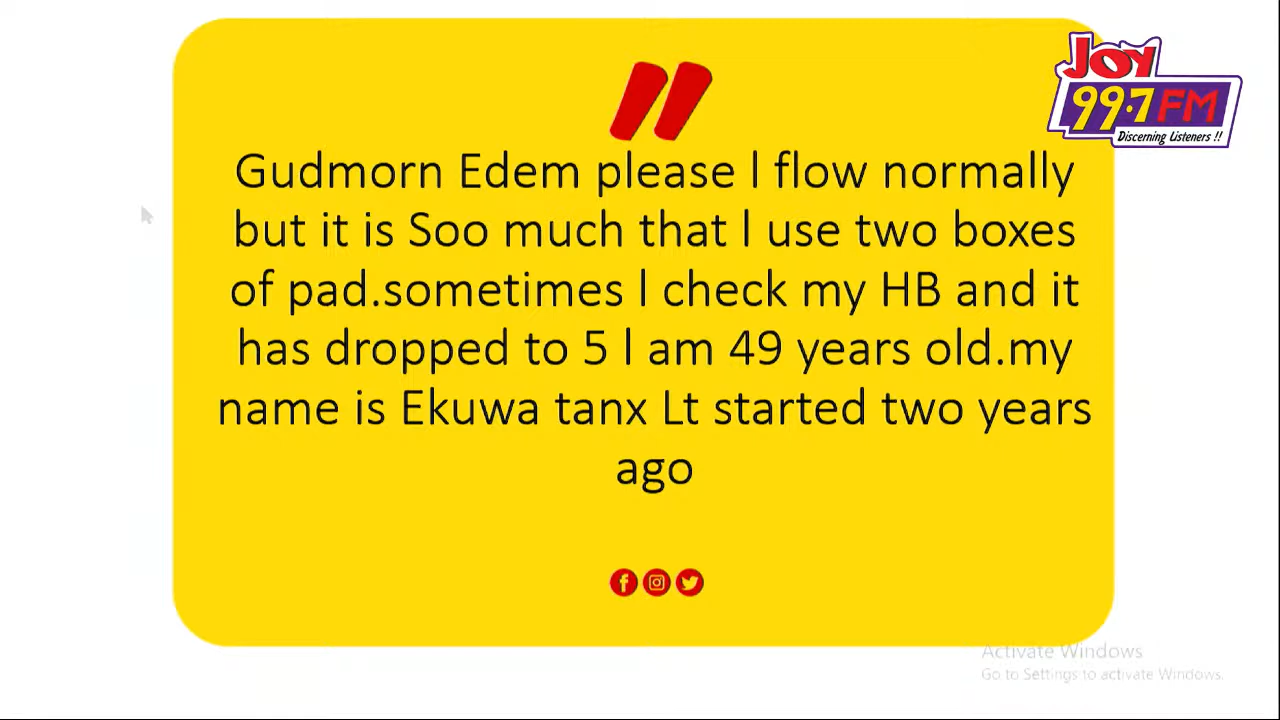 JOY
99.7 FM
Discerning Listeners !!
Gudmorn Edem please l flow normally
but it is Soo much that l use two boxes
of pad.sometimes l check my HB and it
has dropped to 5 l am 49 years old.my
name is Ekuwa tanx Lt started two years
ago
Activate Windows
Go to Settings to activate Windows.